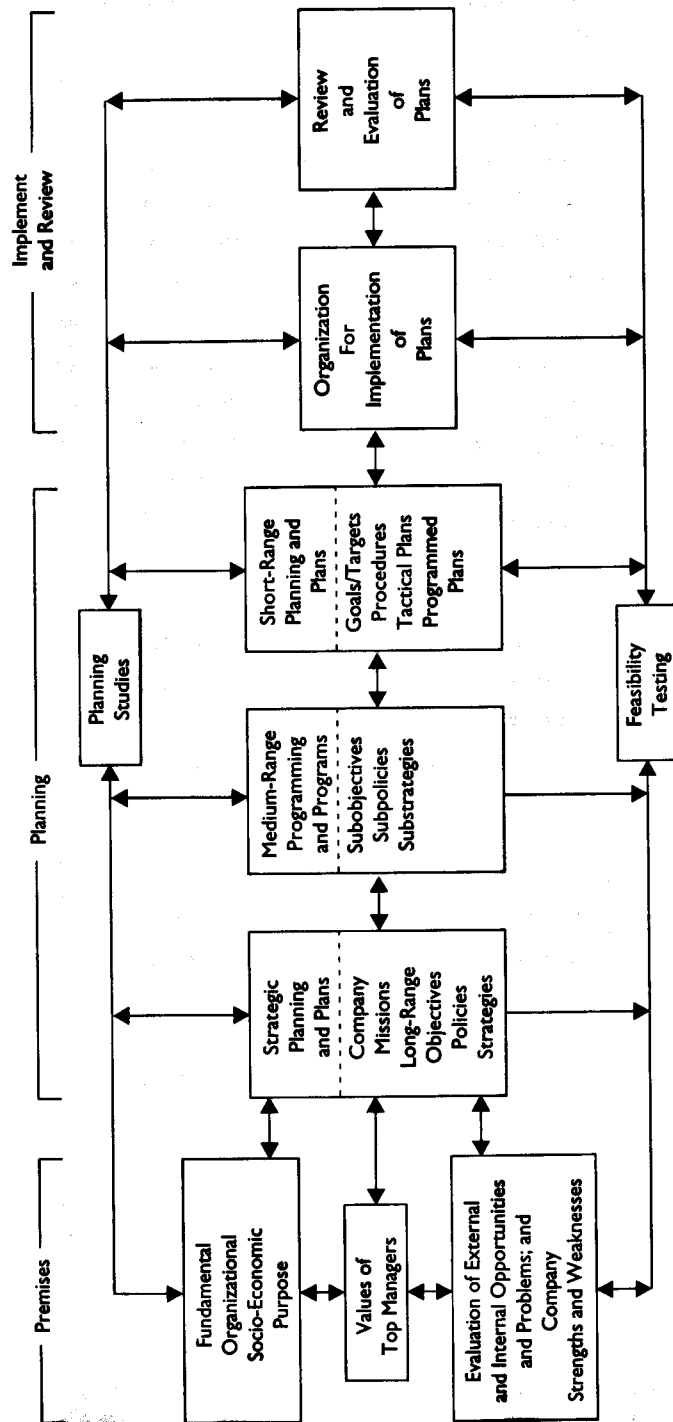 Premises
Planning
Implement
and Review
Planning
Studies
Fundamental
Organizational
Socio-Economic
Purpose
Values of
Top Managers
Evaluation of External
and Internal Opportunities
and Problems; and
Company
Strengths and Weaknesses
Strategic
Planning
and Plans
Company
Missions
Long-Range
Objectives
Policies
Strategies
Medium-Range
Programming
and Programs
Subobjectives
Subpolicies
Substrategies
Short-Range
Planning and
Plans
Goals/Targets
Procedures
Tactical Plans
Programmed
Plans
Organization
For
Implementation
of
Plans
Review
and
Evaluation
of
Plans
Feasibility
Testing